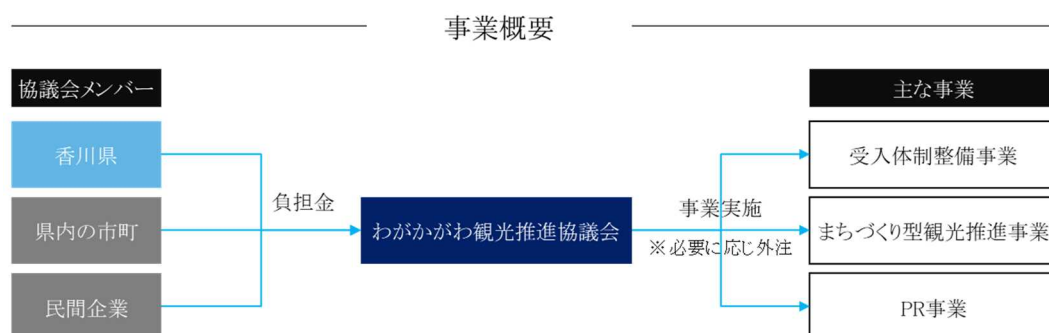 事業概要
協議会メンバー
香川県
県内の市町
民間企業
負担金
わがかがわ観光推進協議会
事業実施
※必要に応じ外注
主な事業
受入体制整備事業
まちづくり型観光推進事業
PR事業